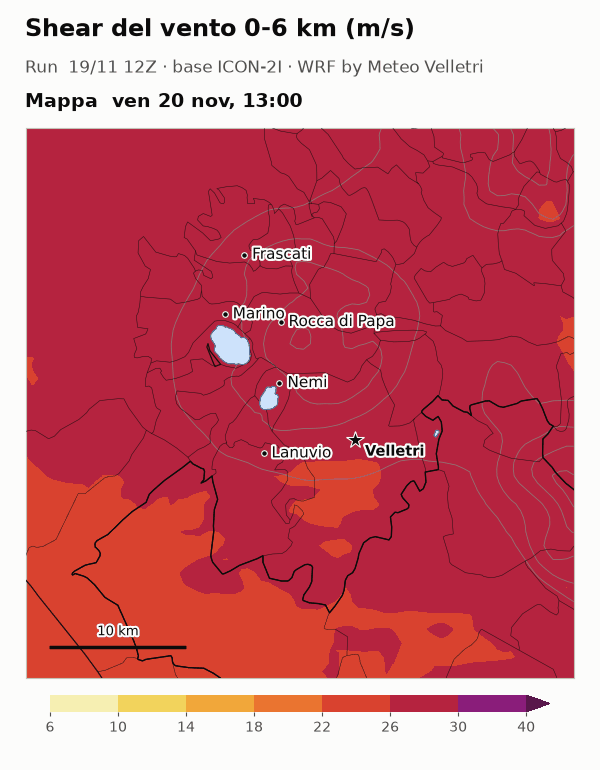 Shear del vento 0-6 km (m/s)
Run  19/11 12Z · base ICON-2I · WRF by Meteo Velletri
Mappa  ven 20 nov, 13:00
Frascati
Marino
Rocca di Papa
Nemi
Velletri
Lanuvio
10 km
6 10 14 18 22 26 30 40